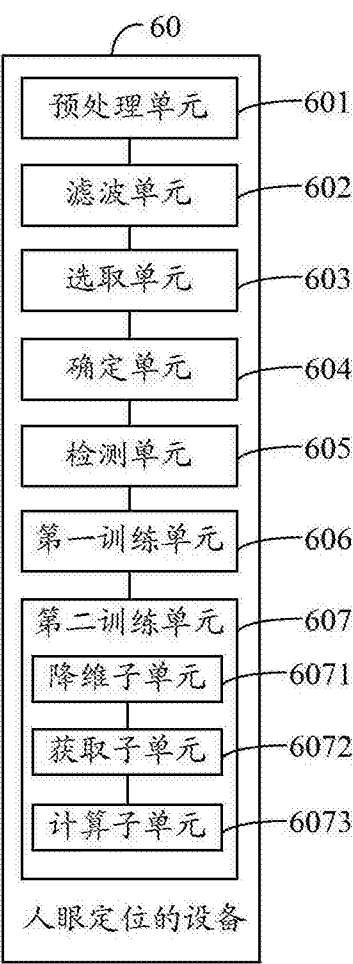 60
预处理单元 601
滤波单元 602
选取单元 603
确定单元 604
检测单元 605
第一训练单元 606
第二训练单元 607
降维子单元 6071
获取子单元 6072
计算子单元 6073
人眼定位的设备